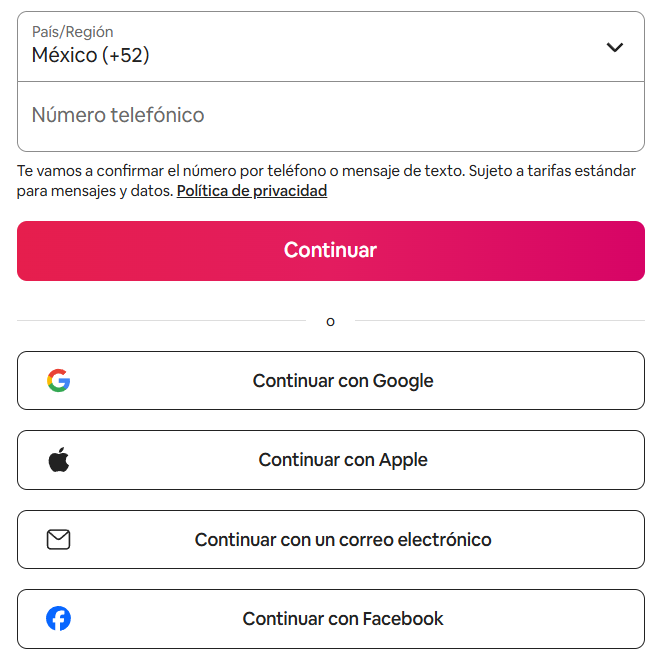 País/Región
México (+52)
Número telefónico
Te vamos a confirmar el número por teléfono o mensaje de texto. Sujeto a tarifas estándar
para mensajes y datos. Política de privacidad
Continuar
o
Continuar con Google
Continuar con Apple
Continuar con un correo electrónico
Continuar con Facebook